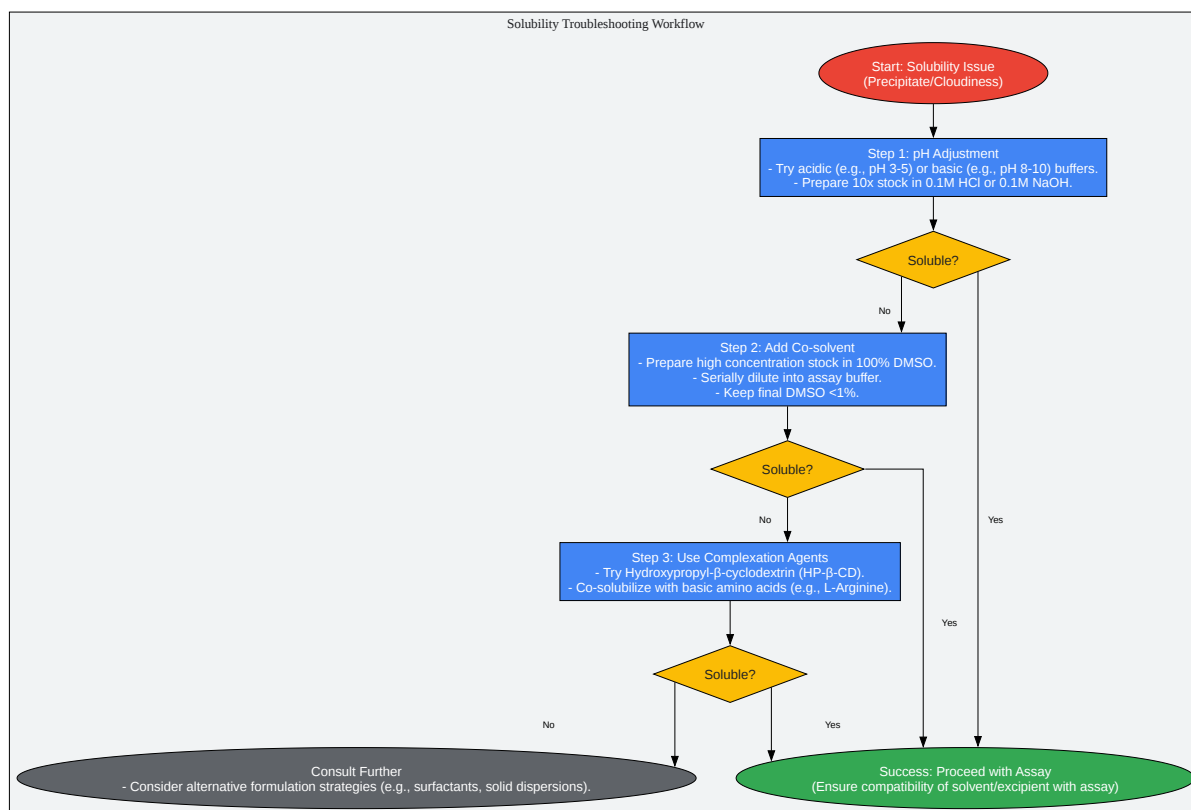 Solubility Troubleshooting Workflow
Start: Solubility Issue
(Precipitate/Cloudiness)
Step 1: pH Adjustment
- Try acidic (e.g., pH 3-5) or basic (e.g., pH 8-10) buffers.
- Prepare 10x stock in 0.1M HCl or 0.1M NaOH.
Soluble?
No
Step 2: Add Co-solvent
- Prepare high concentration stock in 100% DMSO.
- Serially dilute into assay buffer.
- Keep final DMSO <1%.
Soluble?
No
Yes
Step 3: Use Complexation Agents
- Try Hydroxypropyl-β-cyclodextrin (HP-β-CD).
- Co-solubilize with basic amino acids (e.g., L-Arginine).
Yes
Soluble?
No
Yes
Consult Further
- Consider alternative formulation strategies (e.g., surfactants, solid dispersions).
Success: Proceed with Assay
(Ensure compatibility of solvent/excipient with assay)